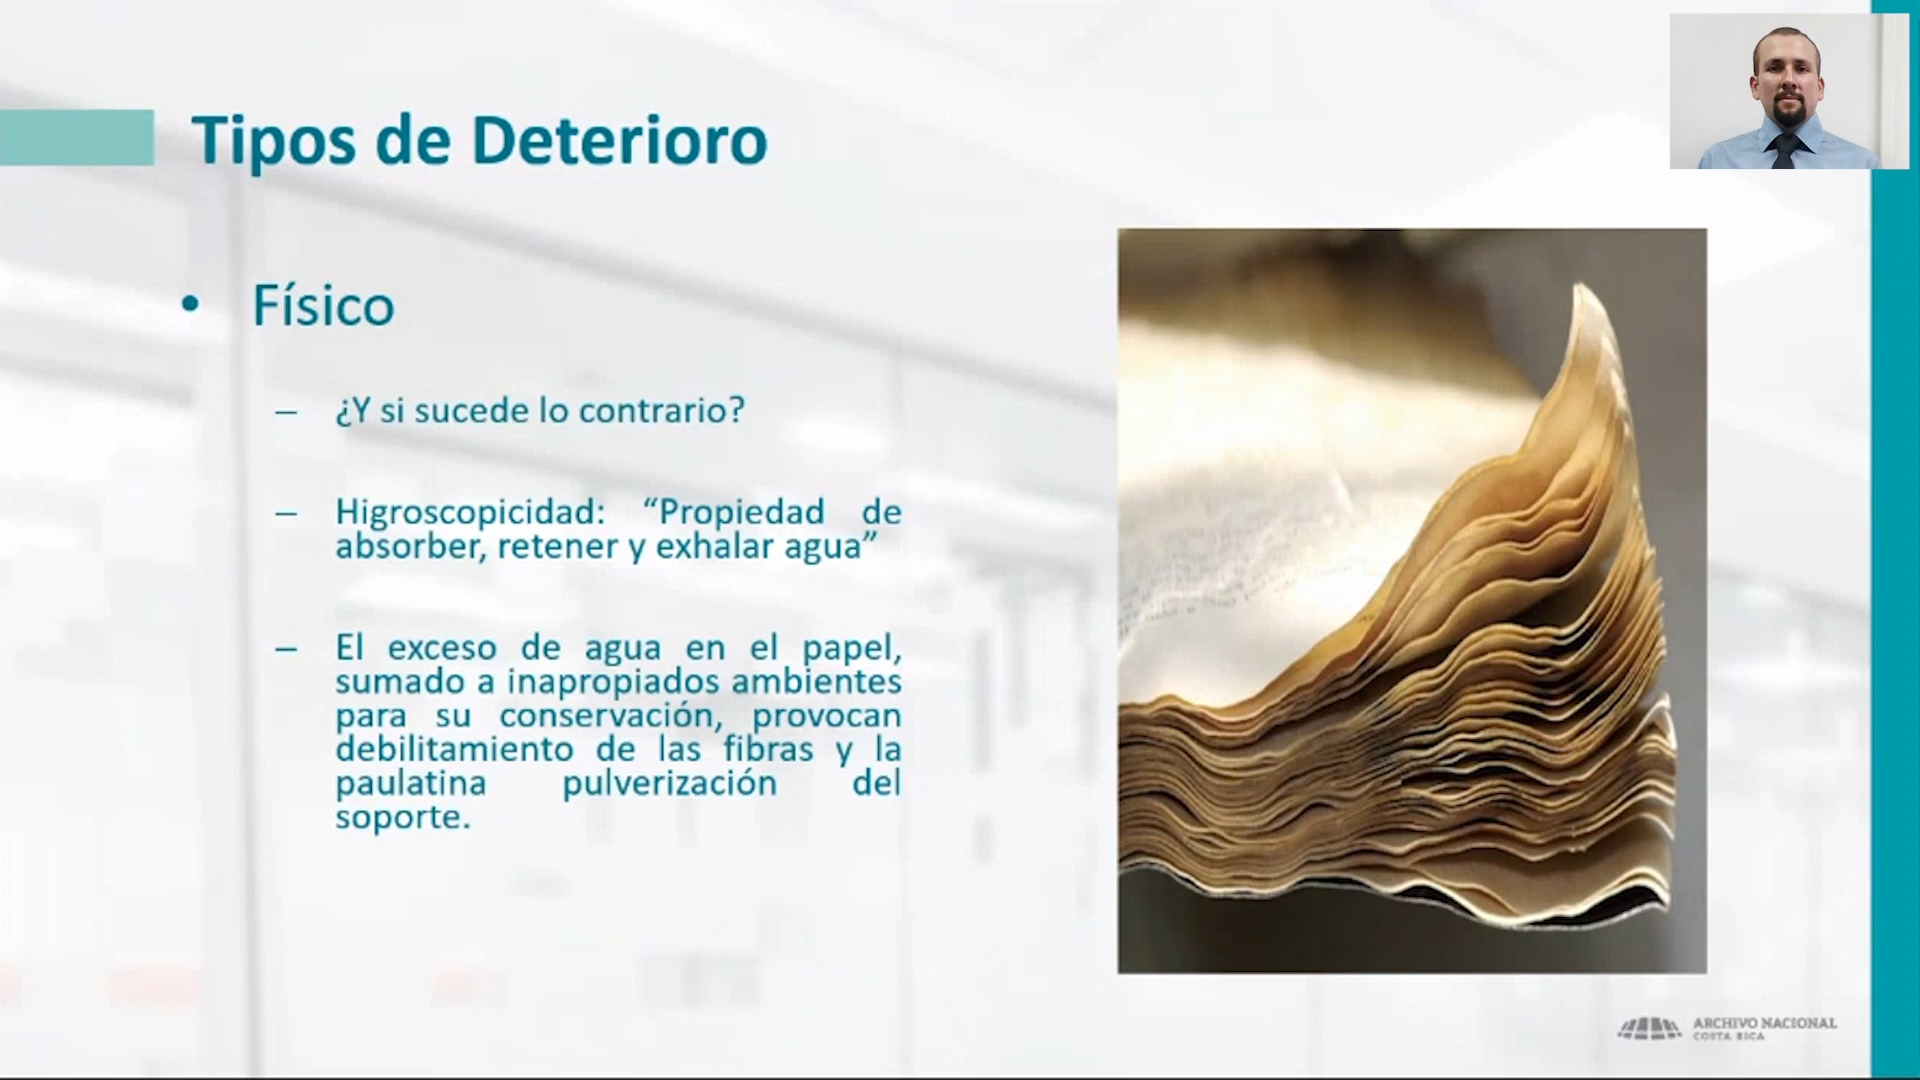 Tipos de Deterioro
• Físico
– ¿Y si sucede lo contrario?
– Higroscopicidad: “Propiedad de
absorber, retener y exhalar agua”
– El exceso de agua en el papel,
sumado a inapropiados ambientes
para su conservación, provocan
debilitamiento de las fibras y la
paulatina pulverización del
soporte.
ARCHIVO NACIONAL
COSTA RICA